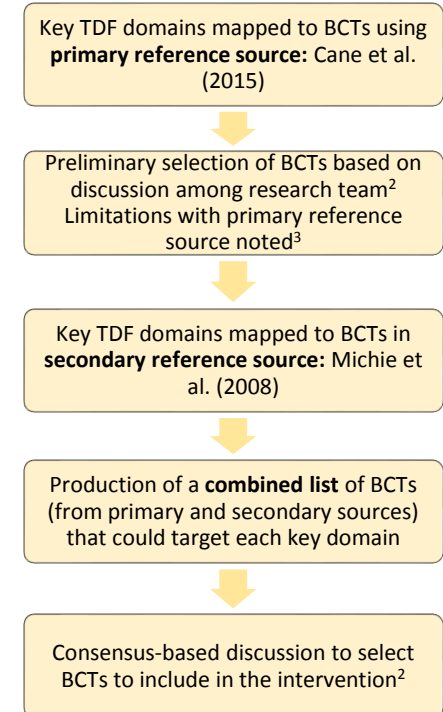 Key TDF domains mapped to BCTs using
primary reference source: Cane et al.
(2015)
Preliminary selection of BCTs based on
discussion among research team²
Limitations with primary reference
source noted³
Key TDF domains mapped to BCTs in
secondary reference source: Michie et
al. (2008)
Production of a combined list of BCTs
(from primary and secondary sources)
that could target each key domain
Consensus-based discussion to select
BCTs to include in the intervention²